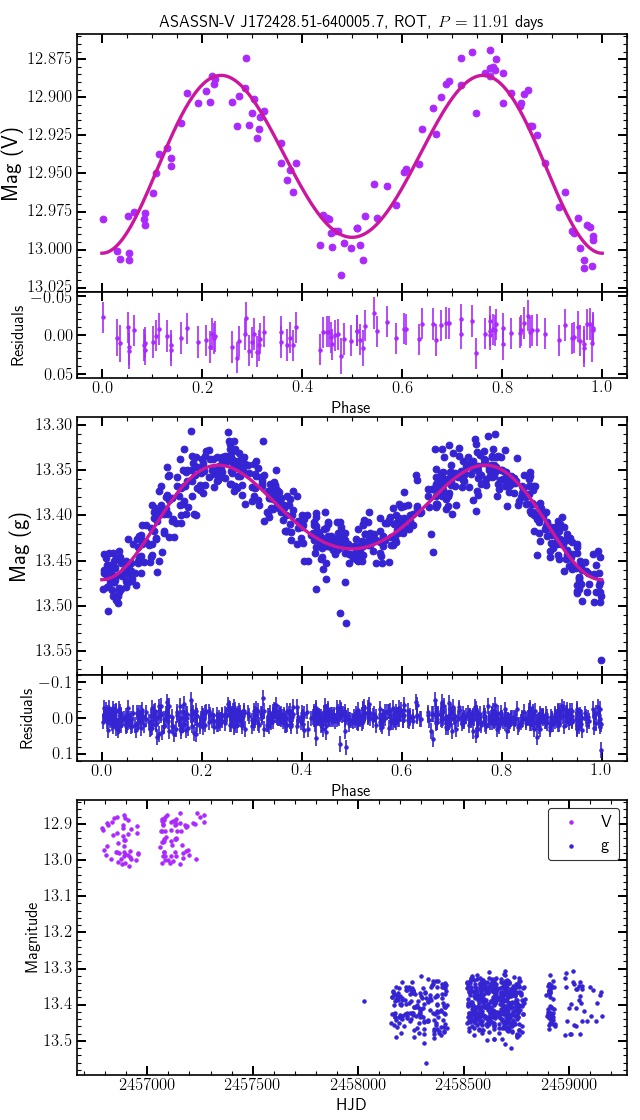 ASASSN-V J172428.51-640005.7, ROT, P = 11.91 days
12.875
12.900
12.925
12.950
12.975
13.000
13.025
Mag (V)
−0.05
0.00
0.05
Residuals
0.0 0.2 0.4 0.6 0.8 1.0
Phase
13.30
13.35
13.40
13.45
13.50
13.55
Mag (g)
−0.1
0.0
0.1
Residuals
0.0 0.2 0.4 0.6 0.8 1.0
Phase
12.9
13.0
13.1
13.2
13.3
13.4
13.5
Magnitude
V
g
2457000 2457500 2458000 2458500 2459000
HJD